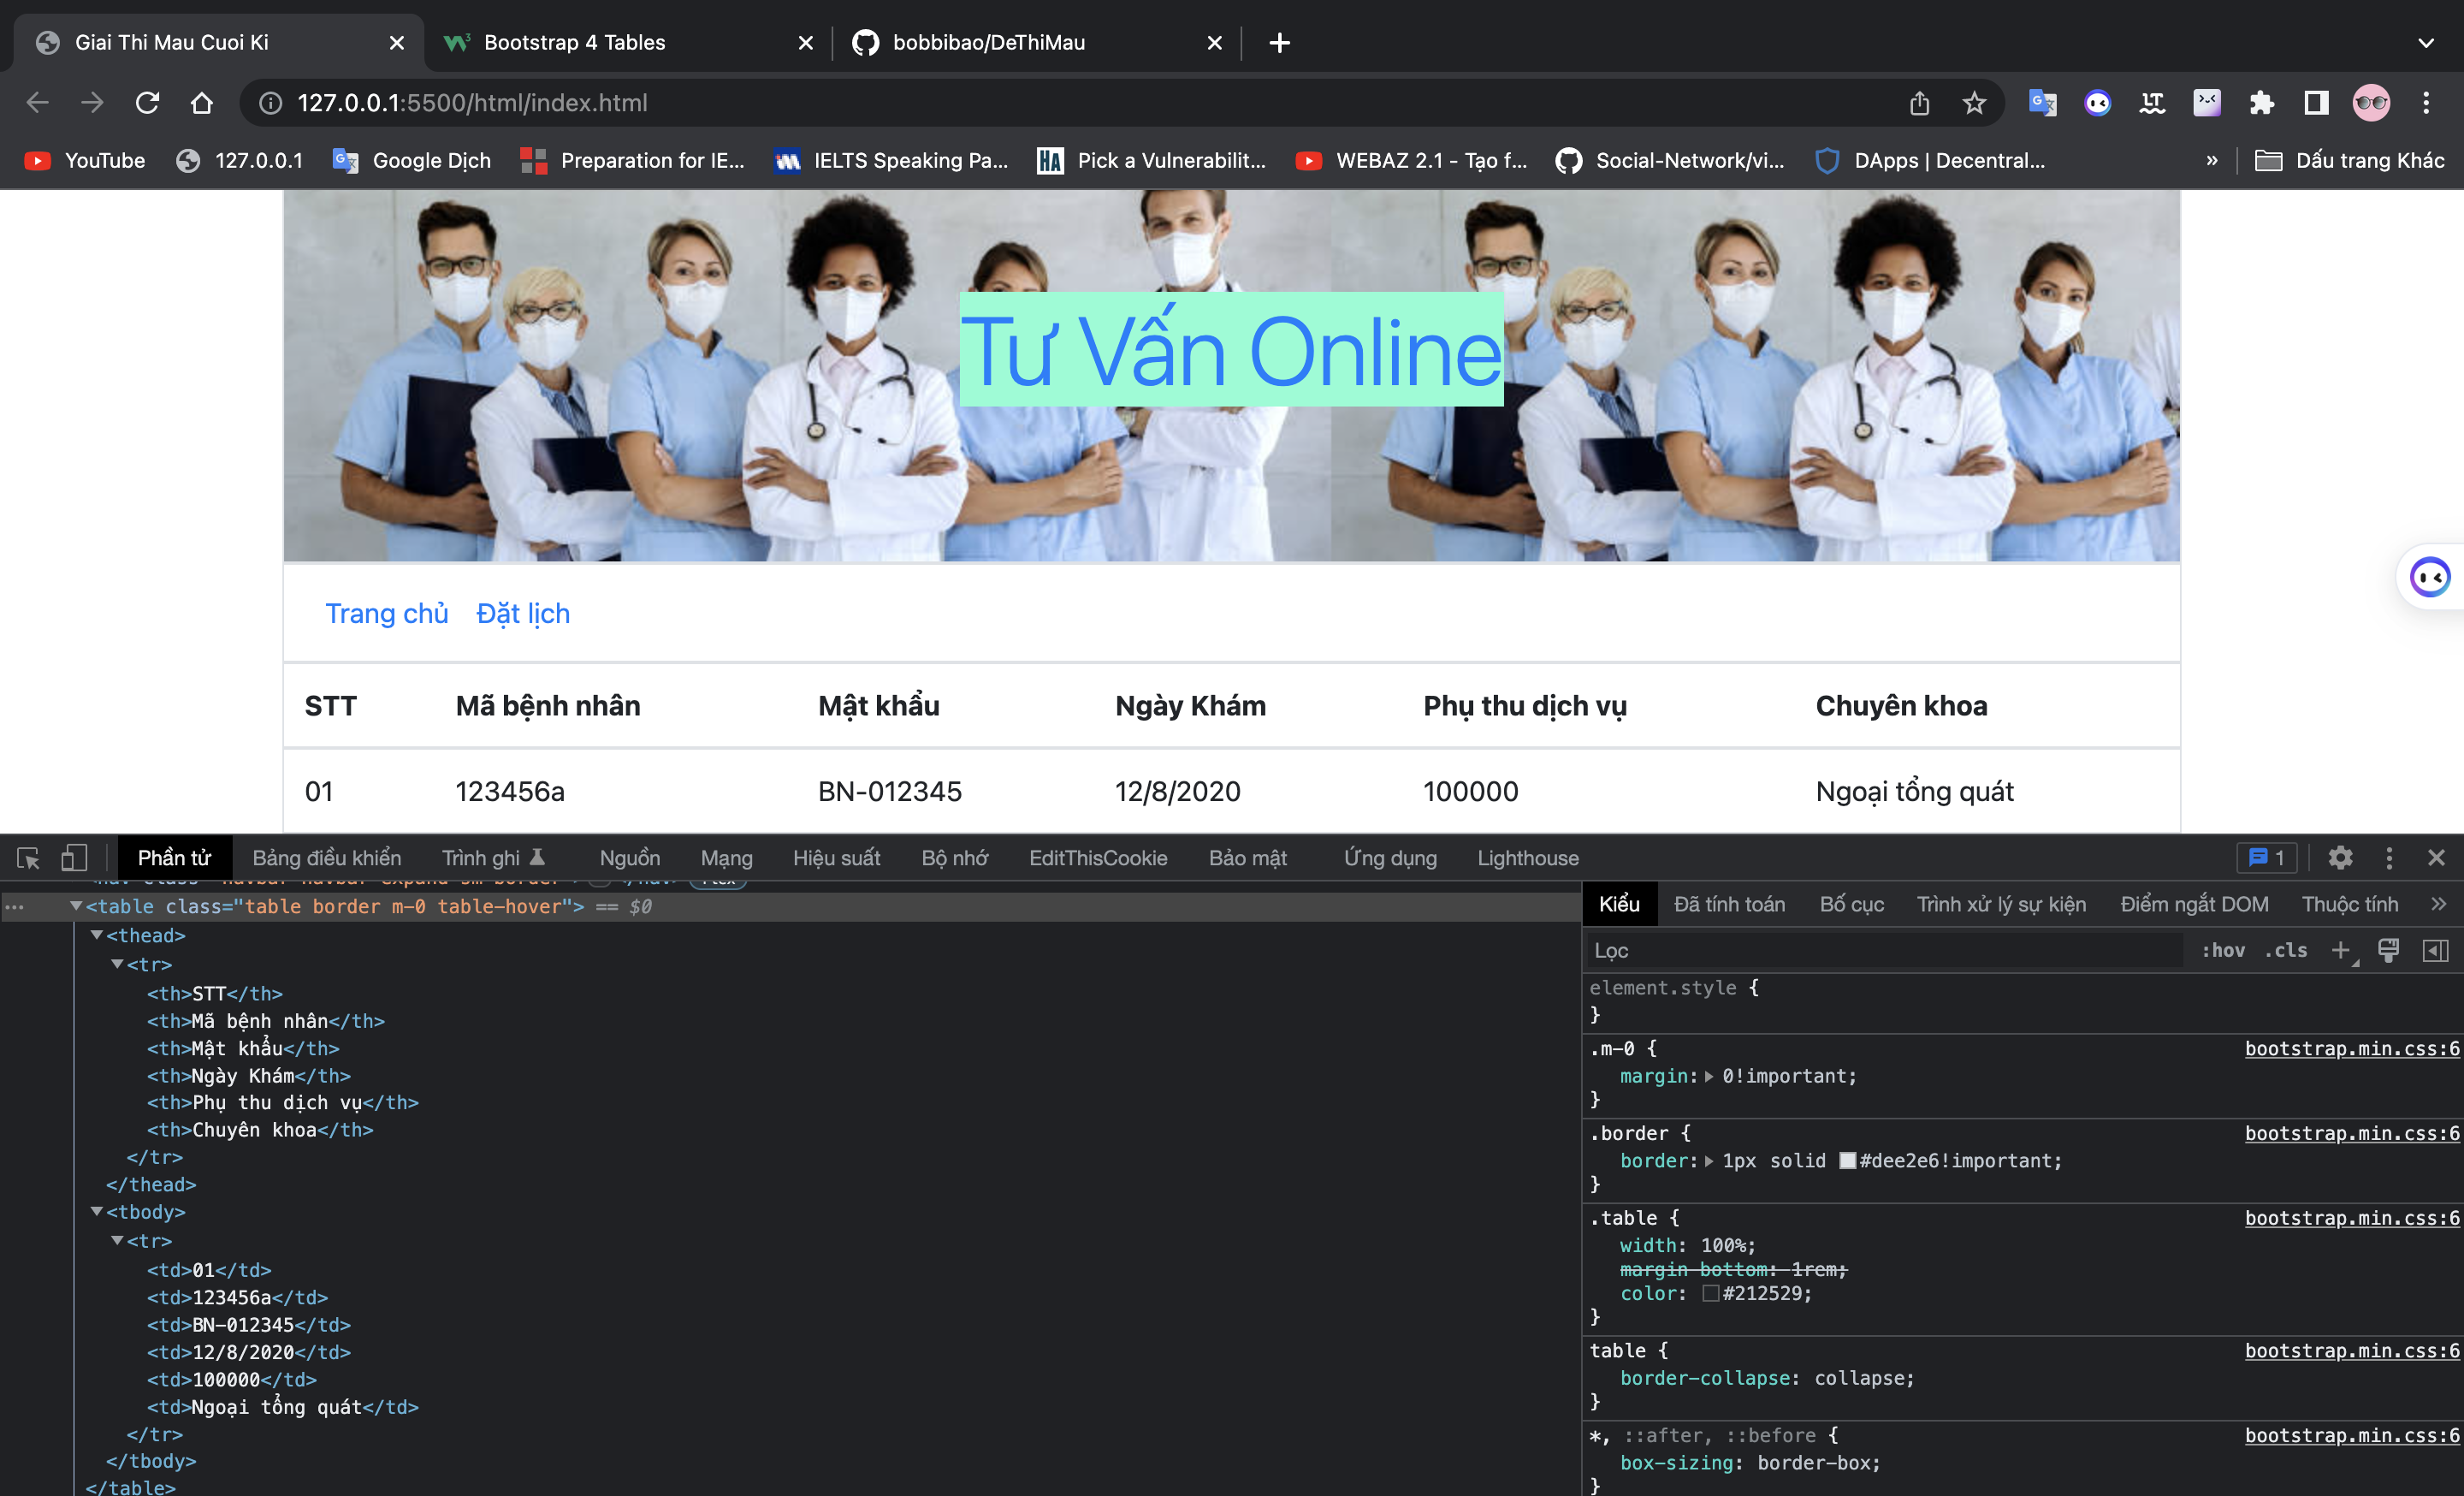 Giai Thi Mau Cuoi Ki
Bootstrap 4 Tables
bobbibao/DeThiMau
127.0.0.1:5500/html/index.html
YouTube
127.0.0.1
Google Dịch
Preparation for IE...
IELTS Speaking Pa...
Pick a Vulnerabilit...
WEBAZ 2.1 - Tạo f...
Social-Network/vi...
DApps | Decentral...
»
Dấu trang Khác
Tư Vấn Online
Trang chủ Đặt lịch
STT Mã bệnh nhân Mật khẩu Ngày Khám Phụ thu dịch vụ Chuyên khoa
01 123456a BN-012345 12/8/2020 100000 Ngoại tổng quát
Phần tử Bảng điều khiển Trình ghi Nguồn Mạng Hiệu suất Bộ nhớ EditThisCookie Bảo mật Ứng dụng Lighthouse 1
<table class="table border m-0 table-hover"> == $0
<thead>
<tr>
<th>STT</th>
<th>Mã bệnh nhân</th>
<th>Mật khẩu</th>
<th>Ngày Khám</th>
<th>Phụ thu dịch vụ</th>
<th>Chuyên khoa</th>
</tr>
</thead>
<tbody>
<tr>
<td>01</td>
<td>123456a</td>
<td>BN-012345</td>
<td>12/8/2020</td>
<td>100000</td>
<td>Ngoại tổng quát</td>
</tr>
</tbody>
</table>
Kiểu Đã tính toán Bố cục Trình xử lý sự kiện Điểm ngắt DOM Thuộc tính »
Lọc :hov .cls
element.style {
}
.m-0 { bootstrap.min.css:6
margin: 0!important;
}
.border { bootstrap.min.css:6
border: 1px solid #dee2e6!important;
}
.table { bootstrap.min.css:6
width: 100%;
margin-bottom: 1rem;
color: #212529;
}
table { bootstrap.min.css:6
border-collapse: collapse;
}
*, ::after, ::before { bootstrap.min.css:6
box-sizing: border-box;
}